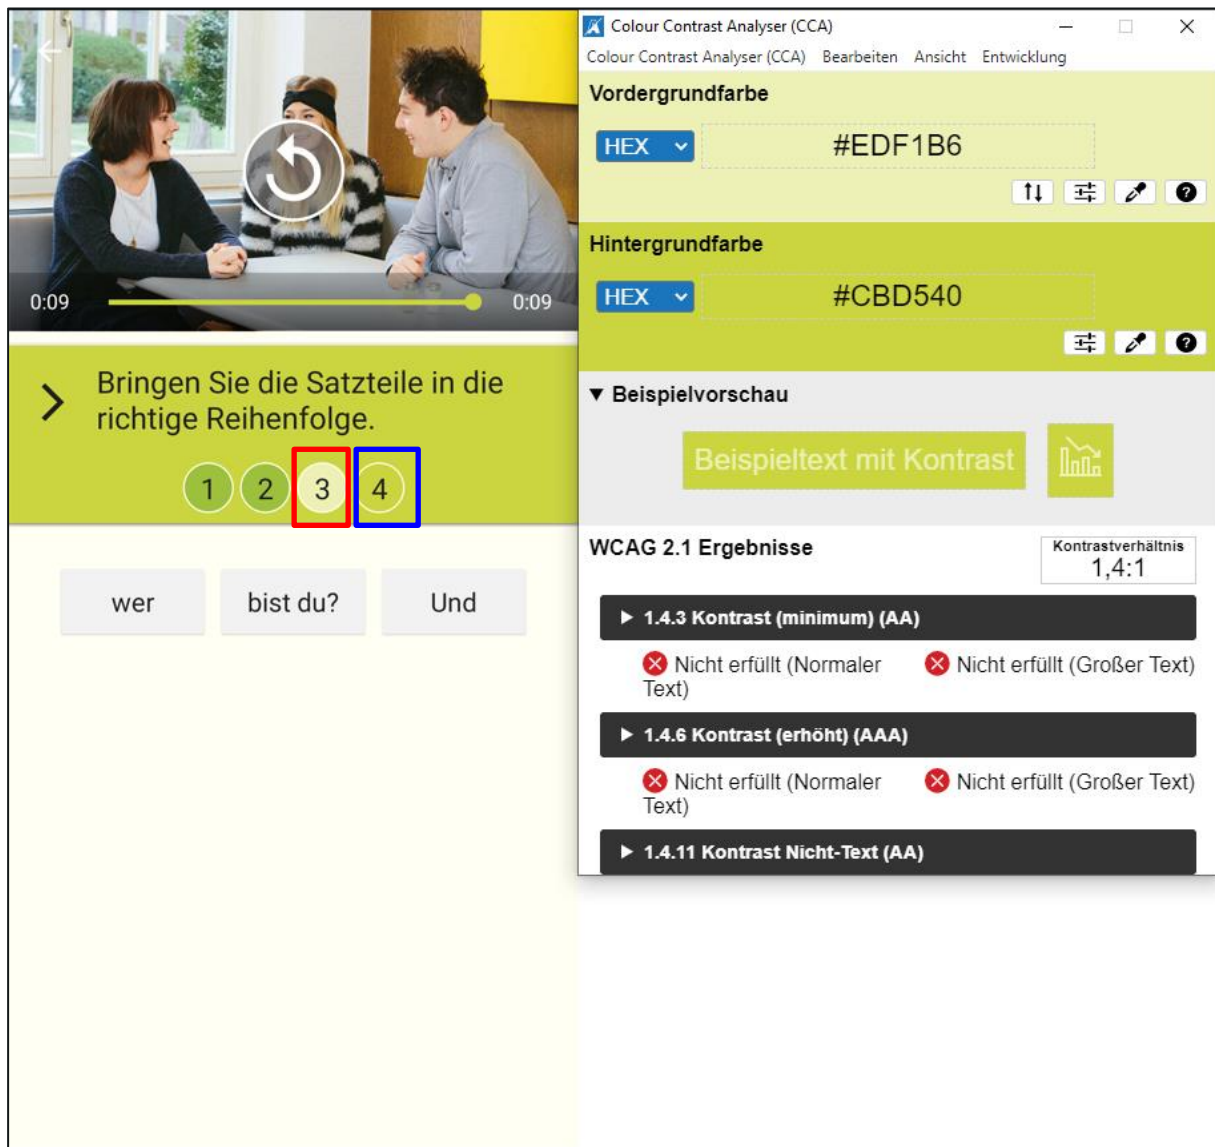 0:09
0:09
Bringen Sie die Satzteile in die
richtige Reihenfolge.
1 2 3 4
wer bist du? Und
Colour Contrast Analyser (CCA)
Colour Contrast Analyser (CCA) Bearbeiten Ansicht Entwicklung
Vordergrundfarbe
HEX #EDF1B6
Hintergrundfarbe
HEX #CBD540
▼ Beispielvorschau
Beispieltext mit Kontrast
WCAG 2.1 Ergebnisse
Kontrastverhältnis
1,4:1
1.4.3 Kontrast (minimum) (AA)
Nicht erfüllt (Normaler
Text)
Nicht erfüllt (Großer Text)
1.4.6 Kontrast (erhöht) (AAA)
Nicht erfüllt (Normaler
Text)
Nicht erfüllt (Großer Text)
1.4.11 Kontrast Nicht-Text (AA)